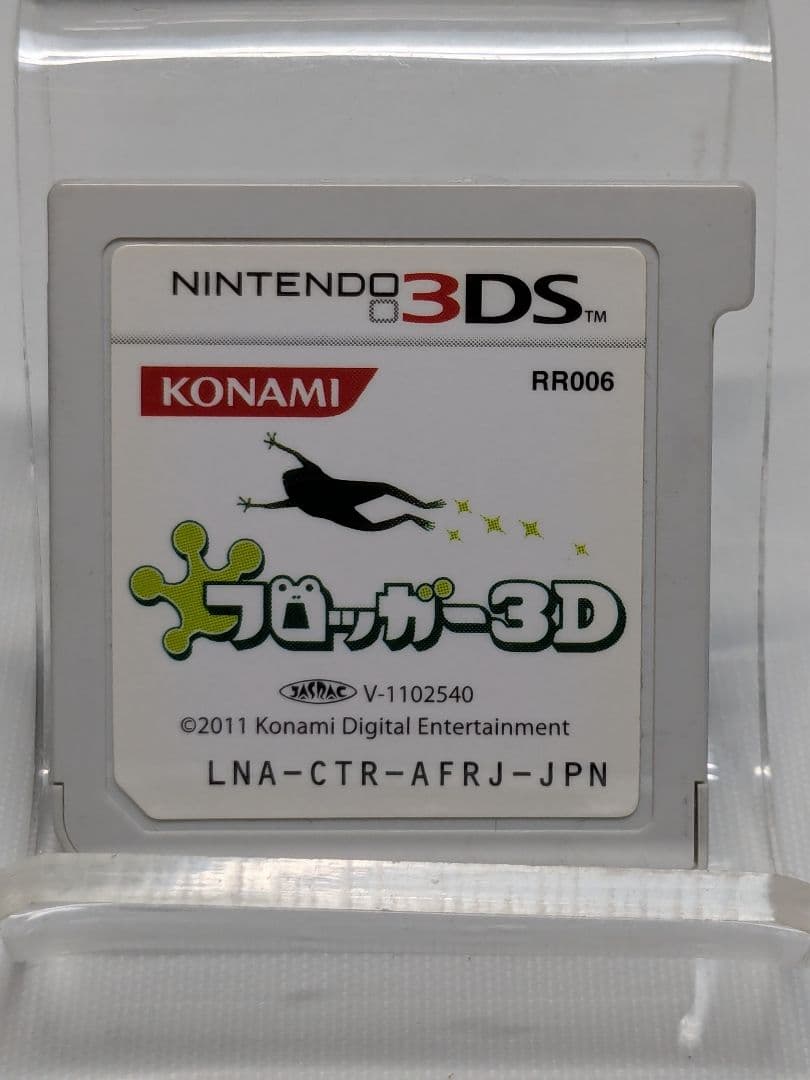 NINTENDO 3DS™
KONAMI
RR006
フロッガー3D
JASRAC V-1102540
©2011 Konami Digital Entertainment
LNA-CTR-AFRJ-JPN